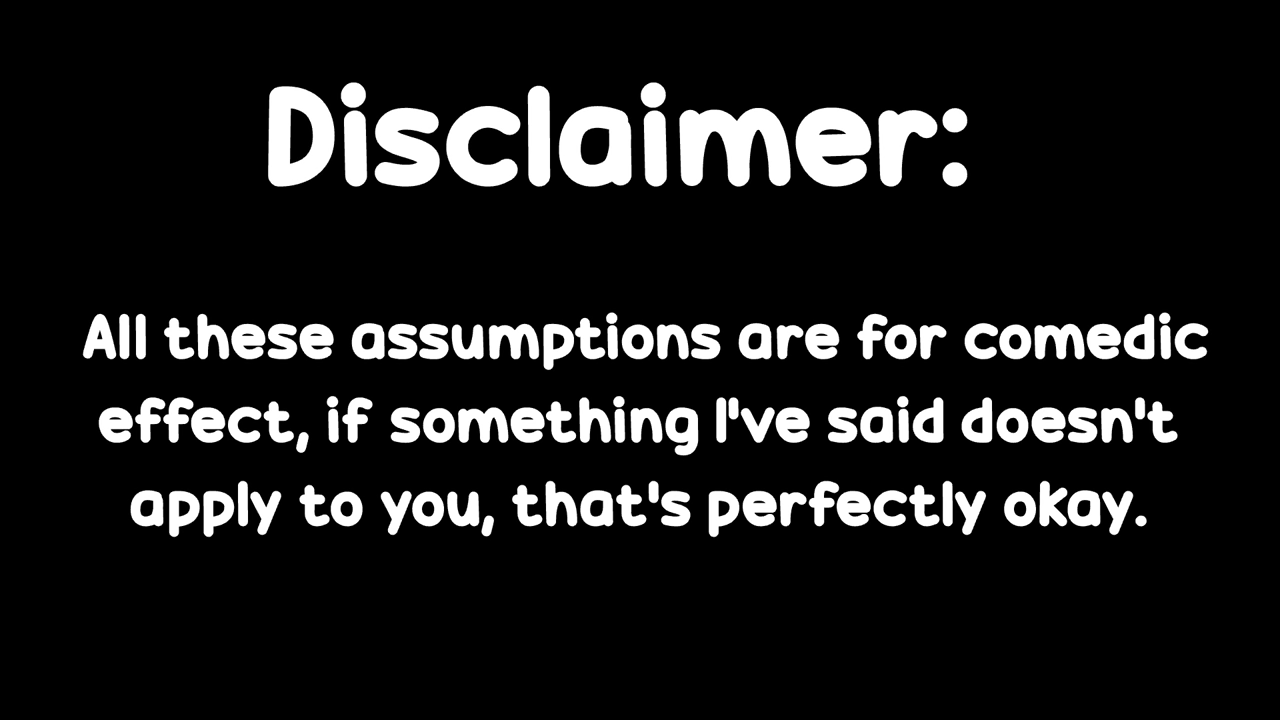 Disclaimer:
All these assumptions are for comedic
effect, if something I've said doesn't
apply to you, that's perfectly okay.